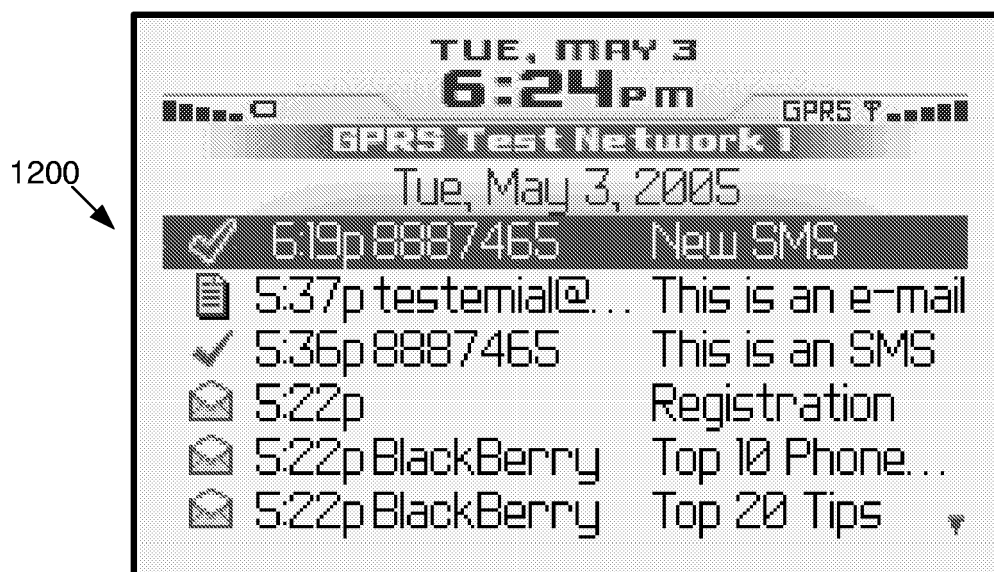 TUE, MAY 3
6:24pm
GPRS
GPRS Test Network 1
Tue, May 3, 2005
1200
6:19p 8887465 New SMS
5:37p testemial@... This is an e-mail
5:36p 8887465 This is an SMS
5:22p Registration
5:22p BlackBerry Top 10 Phone...
5:22p BlackBerry Top 20 Tips